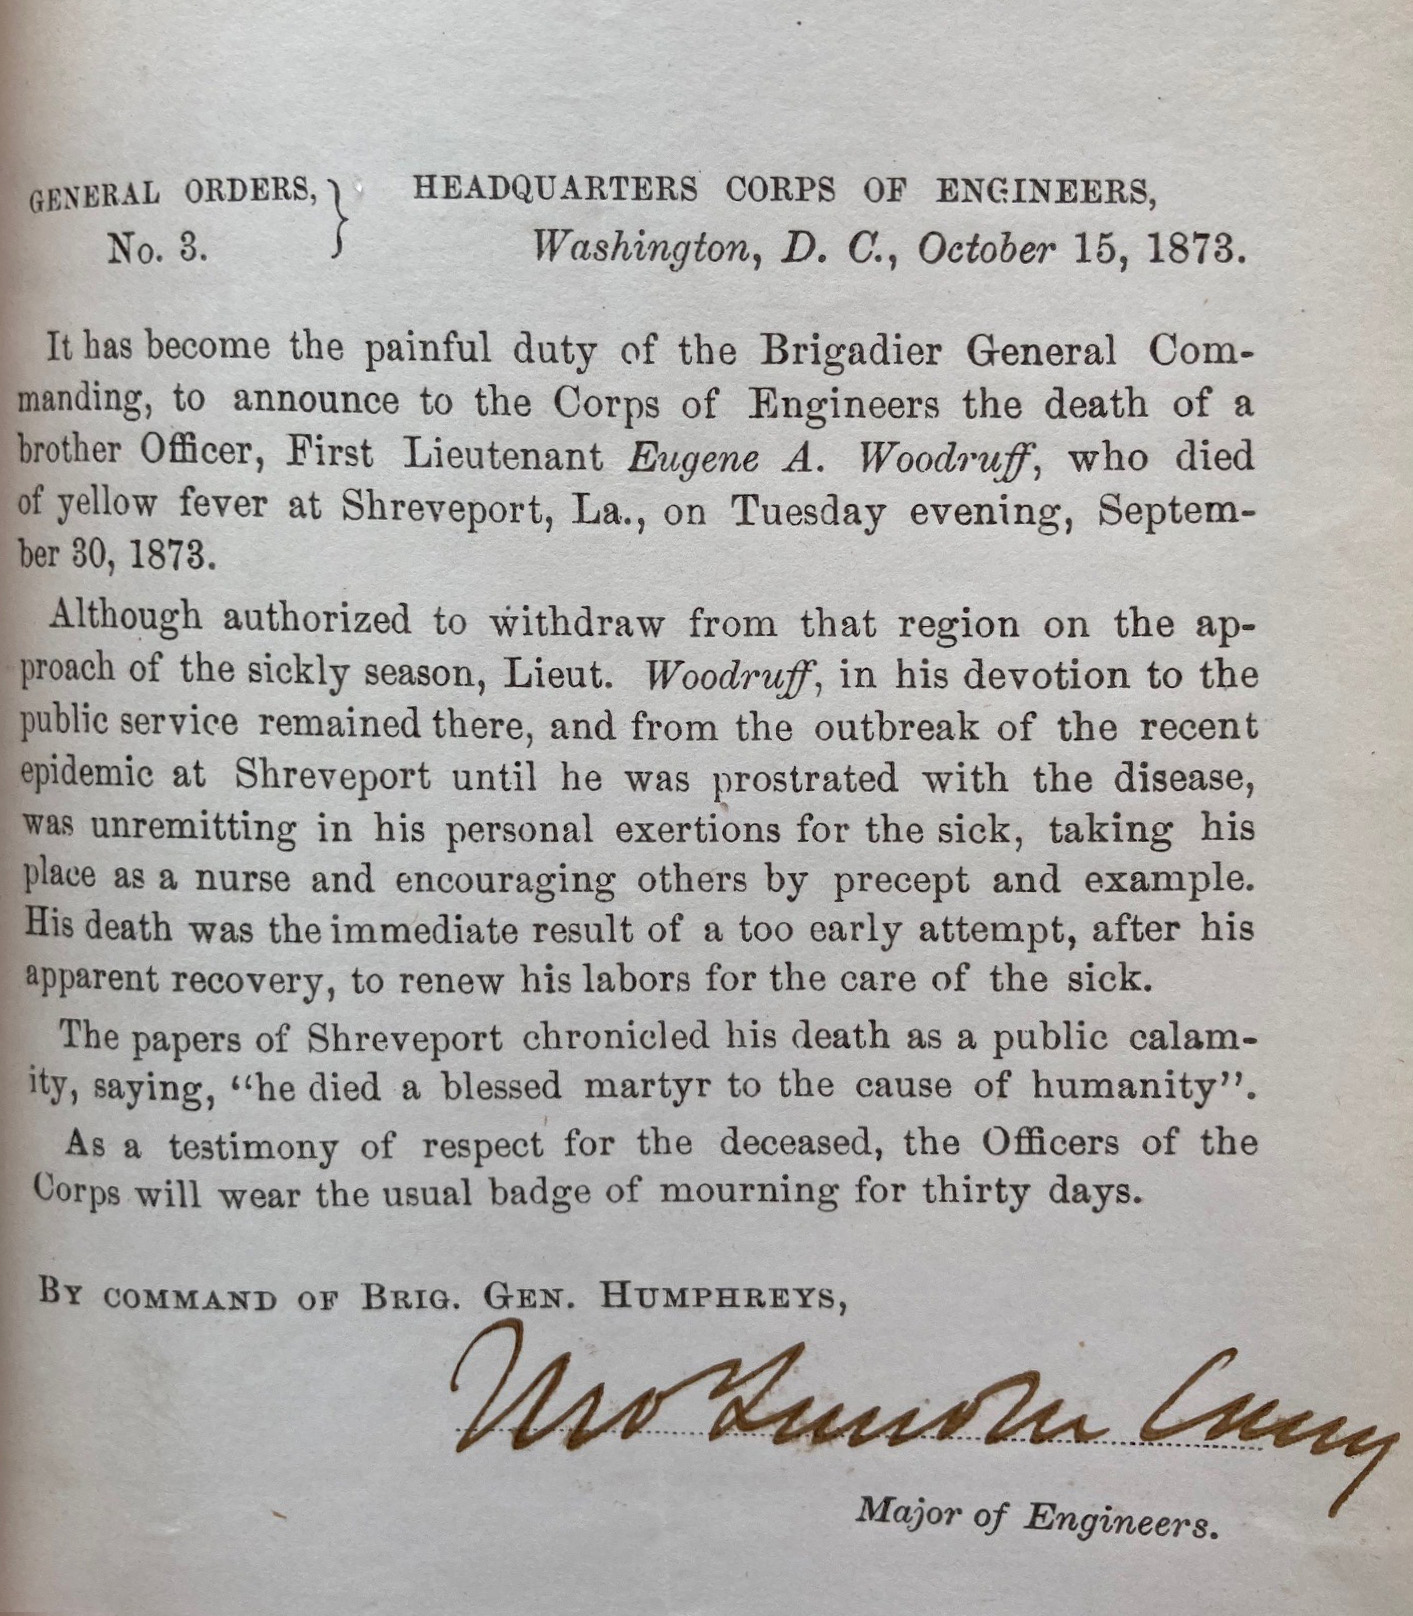 GENERAL ORDERS, } HEADQUARTERS CORPS OF ENGINEERS,
No. 3. Washington, D. C., October 15, 1873.
It has become the painful duty of the Brigadier General Com-
manding, to announce to the Corps of Engineers the death of a
brother Officer, First Lieutenant Eugene A. Woodruff, who died
of yellow fever at Shreveport, La., on Tuesday evening, Septem-
ber 30, 1873.
Although authorized to withdraw from that region on the ap-
proach of the sickly season, Lieut. Woodruff, in his devotion to the
public service remained there, and from the outbreak of the recent
epidemic at Shreveport until he was prostrated with the disease,
was unremitting in his personal exertions for the sick, taking his
place as a nurse and encouraging others by precept and example.
His death was the immediate result of a too early attempt, after his
apparent recovery, to renew his labors for the care of the sick.
The papers of Shreveport chronicled his death as a public calam-
ity, saying, “he died a blessed martyr to the cause of humanity”.
As a testimony of respect for the deceased, the Officers of the
Corps will wear the usual badge of mourning for thirty days.
BY COMMAND OF BRIG. GEN. HUMPHREYS,
Major of Engineers.